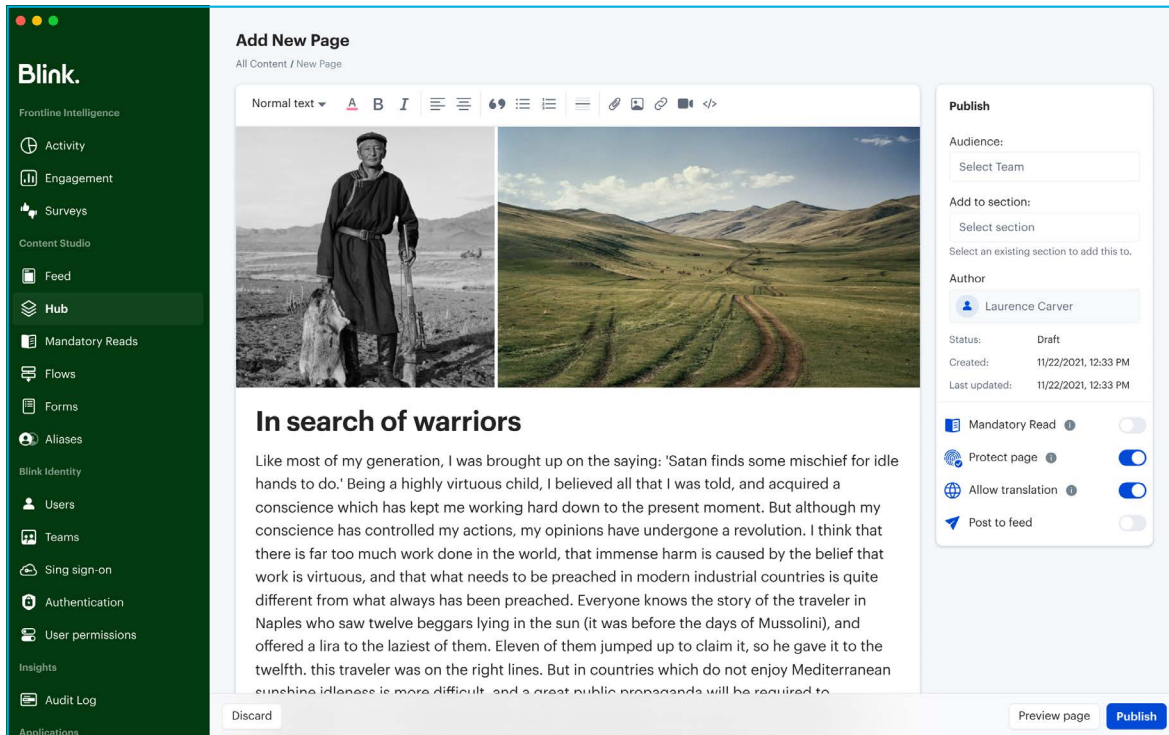 Blink.
Frontline Intelligence
Activity
Engagement
Surveys
Content Studio
Feed
Hub
Mandatory Reads
Flows
Forms
Aliases
Blink Identity
Users
Teams
Sing sign-on
Authentication
User permissions
Insights
Audit Log
Applications
Add New Page
All Content / New Page
Normal text
A B I
</>
In search of warriors
Like most of my generation, I was brought up on the saying: 'Satan finds some mischief for idle
hands to do.' Being a highly virtuous child, I believed all that I was told, and acquired a
conscience which has kept me working hard down to the present moment. But although my
conscience has controlled my actions, my opinions have undergone a revolution. I think that
there is far too much work done in the world, that immense harm is caused by the belief that
work is virtuous, and that what needs to be preached in modern industrial countries is quite
different from what always has been preached. Everyone knows the story of the traveler in
Naples who saw twelve beggars lying in the sun (it was before the days of Mussolini), and
offered a lira to the laziest of them. Eleven of them jumped up to claim it, so he gave it to the
twelfth. this traveler was on the right lines. But in countries which do not enjoy Mediterranean
sunshine idleness is more difficult, and a great public propaganda will be required to
Discard
Preview page
Publish
Publish
Audience:
Select Team
Add to section:
Select section
Select an existing section to add this to.
Author
Laurence Carver
Status: Draft
Created: 11/22/2021, 12:33 PM
Last updated: 11/22/2021, 12:33 PM
Mandatory Read
Protect page
Allow translation
Post to feed